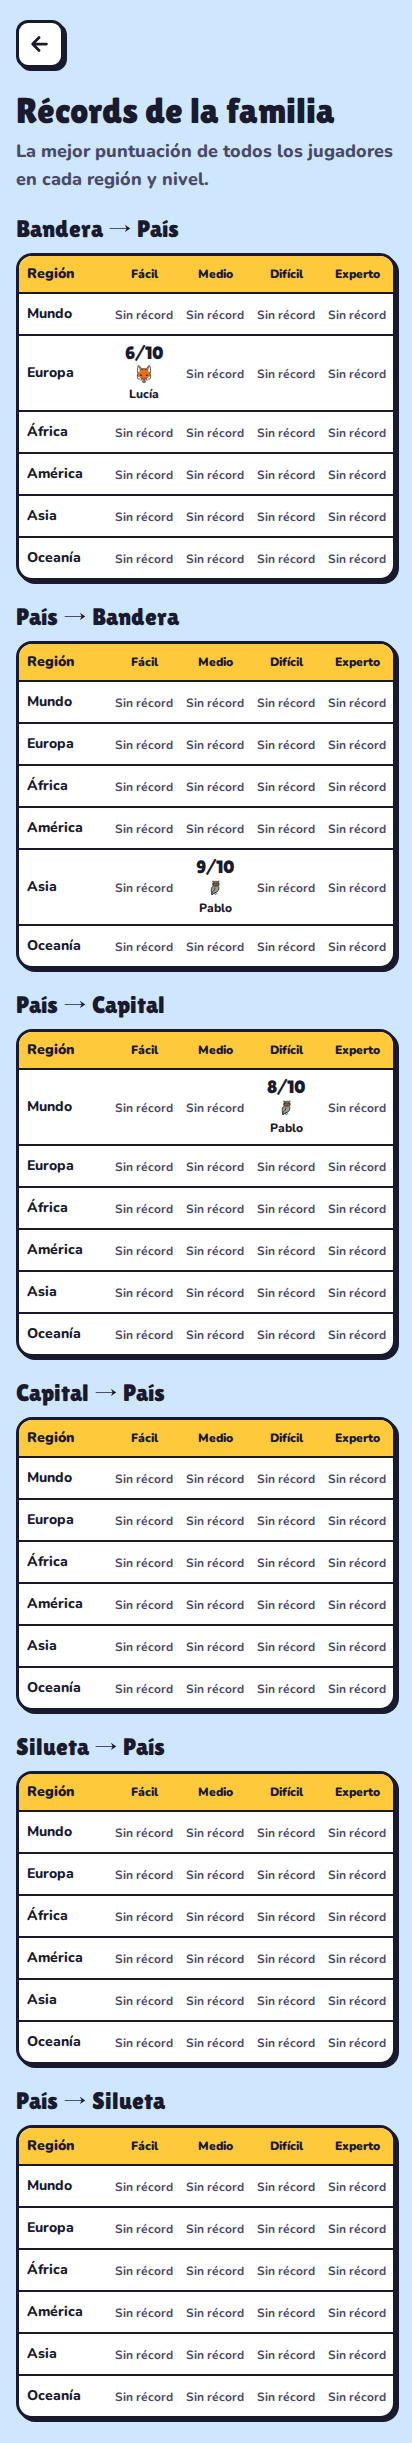 Récords de la familia
La mejor puntuación de todos los jugadores
en cada región y nivel.
Bandera → País
Región Fácil Medio Difícil Experto
Mundo Sin récord Sin récord Sin récord Sin récord
Europa 6/10 Lucía Sin récord Sin récord Sin récord
África Sin récord Sin récord Sin récord Sin récord
América Sin récord Sin récord Sin récord Sin récord
Asia Sin récord Sin récord Sin récord Sin récord
Oceanía Sin récord Sin récord Sin récord Sin récord
País → Bandera
Región Fácil Medio Difícil Experto
Mundo Sin récord Sin récord Sin récord Sin récord
Europa Sin récord Sin récord Sin récord Sin récord
África Sin récord Sin récord Sin récord Sin récord
América Sin récord Sin récord Sin récord Sin récord
Asia Sin récord 9/10 Pablo Sin récord Sin récord
Oceanía Sin récord Sin récord Sin récord Sin récord
País → Capital
Región Fácil Medio Difícil Experto
Mundo Sin récord Sin récord 8/10 Pablo Sin récord
Europa Sin récord Sin récord Sin récord Sin récord
África Sin récord Sin récord Sin récord Sin récord
América Sin récord Sin récord Sin récord Sin récord
Asia Sin récord Sin récord Sin récord Sin récord
Oceanía Sin récord Sin récord Sin récord Sin récord
Capital → País
Región Fácil Medio Difícil Experto
Mundo Sin récord Sin récord Sin récord Sin récord
Europa Sin récord Sin récord Sin récord Sin récord
África Sin récord Sin récord Sin récord Sin récord
América Sin récord Sin récord Sin récord Sin récord
Asia Sin récord Sin récord Sin récord Sin récord
Oceanía Sin récord Sin récord Sin récord Sin récord
Silueta → País
Región Fácil Medio Difícil Experto
Mundo Sin récord Sin récord Sin récord Sin récord
Europa Sin récord Sin récord Sin récord Sin récord
África Sin récord Sin récord Sin récord Sin récord
América Sin récord Sin récord Sin récord Sin récord
Asia Sin récord Sin récord Sin récord Sin récord
Oceanía Sin récord Sin récord Sin récord Sin récord
País → Silueta
Región Fácil Medio Difícil Experto
Mundo Sin récord Sin récord Sin récord Sin récord
Europa Sin récord Sin récord Sin récord Sin récord
África Sin récord Sin récord Sin récord Sin récord
América Sin récord Sin récord Sin récord Sin récord
Asia Sin récord Sin récord Sin récord Sin récord
Oceanía Sin récord Sin récord Sin récord Sin récord